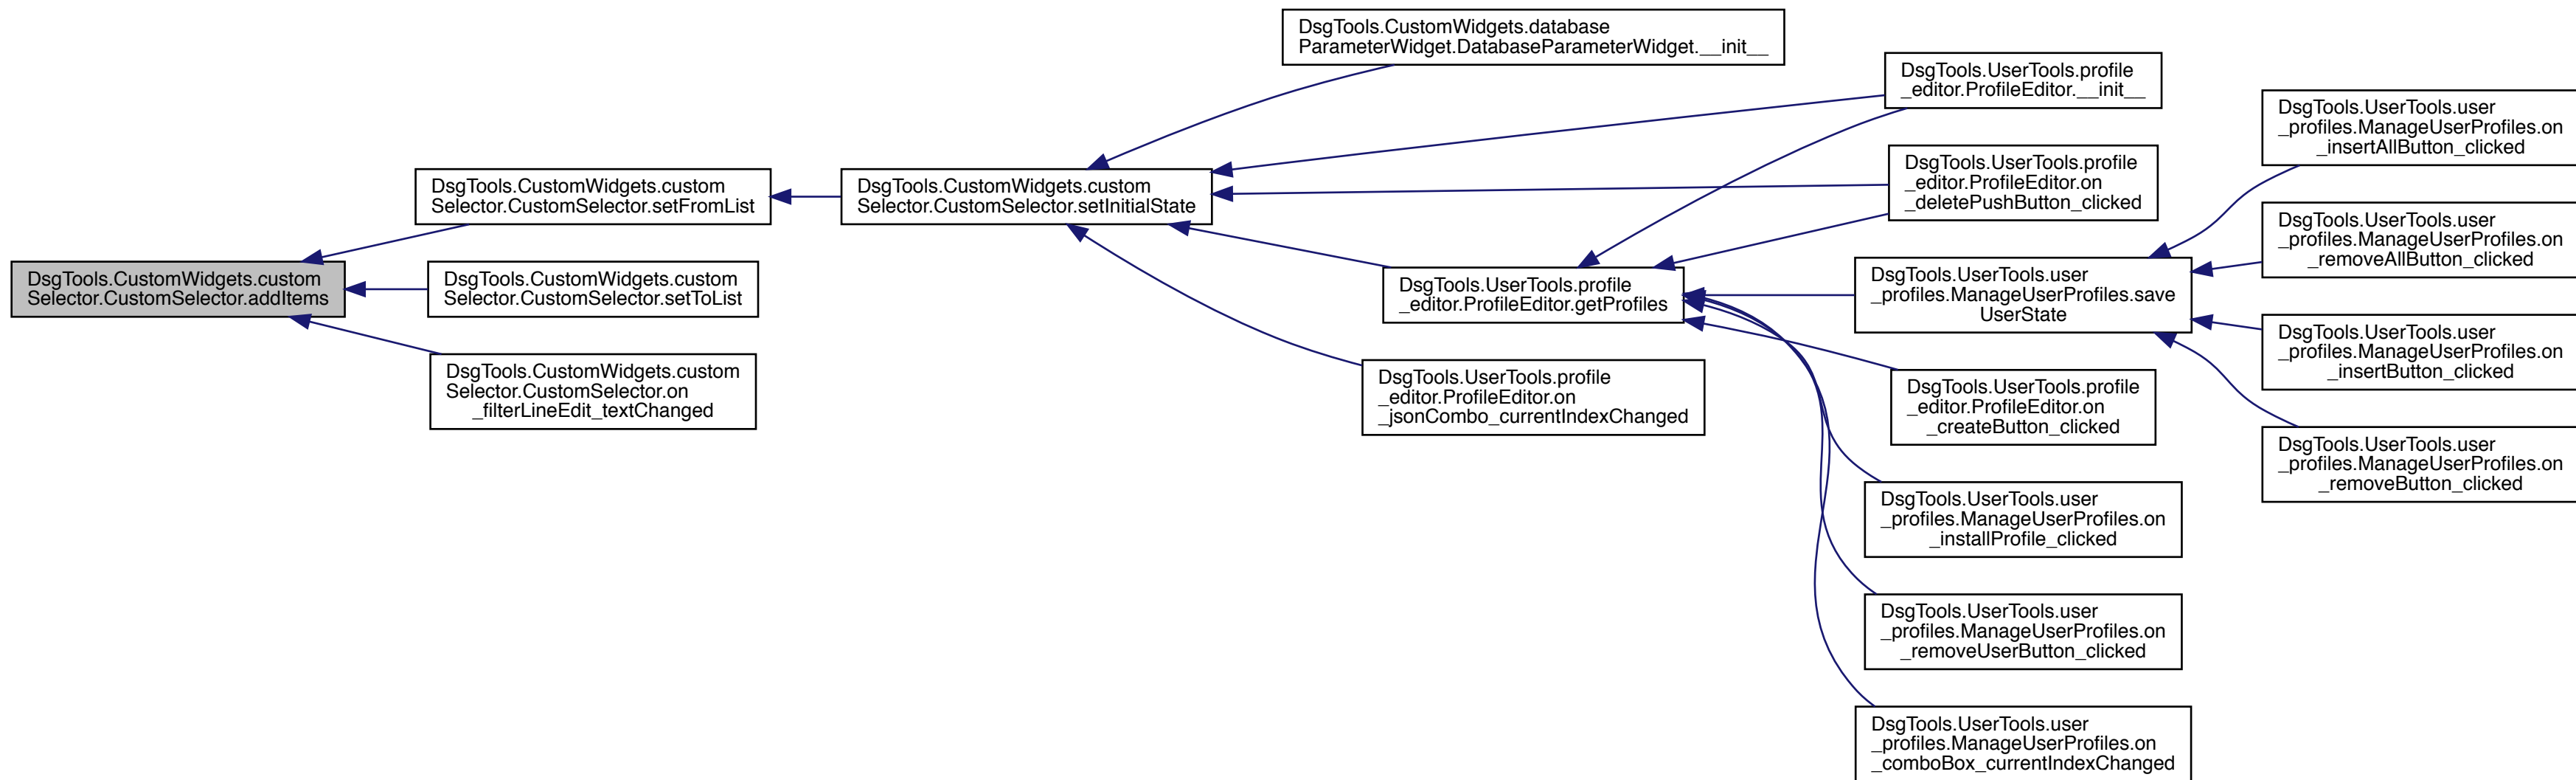 DsgTools.CustomWidgets.custom
Selector.CustomSelector.addItems
DsgTools.CustomWidgets.custom
Selector.CustomSelector.setFromList
DsgTools.CustomWidgets.custom
Selector.CustomSelector.setToList
DsgTools.CustomWidgets.custom
Selector.CustomSelector.on
_filterLineEdit_textChanged
DsgTools.CustomWidgets.custom
Selector.CustomSelector.setInitialState
DsgTools.CustomWidgets.database
ParameterWidget.DatabaseParameterWidget.__init__
DsgTools.UserTools.profile
_editor.ProfileEditor.getProfiles
DsgTools.UserTools.profile
_editor.ProfileEditor.on
_jsonCombo_currentIndexChanged
DsgTools.UserTools.profile
_editor.ProfileEditor.__init__
DsgTools.UserTools.profile
_editor.ProfileEditor.on
_deletePushButton_clicked
DsgTools.UserTools.user
_profiles.ManageUserProfiles.save
UserState
DsgTools.UserTools.profile
_editor.ProfileEditor.on
_createButton_clicked
DsgTools.UserTools.user
_profiles.ManageUserProfiles.on
_installProfile_clicked
DsgTools.UserTools.user
_profiles.ManageUserProfiles.on
_removeUserButton_clicked
DsgTools.UserTools.user
_profiles.ManageUserProfiles.on
_comboBox_currentIndexChanged
DsgTools.UserTools.user
_profiles.ManageUserProfiles.on
_insertAllButton_clicked
DsgTools.UserTools.user
_profiles.ManageUserProfiles.on
_removeAllButton_clicked
DsgTools.UserTools.user
_profiles.ManageUserProfiles.on
_insertButton_clicked
DsgTools.UserTools.user
_profiles.ManageUserProfiles.on
_removeButton_clicked